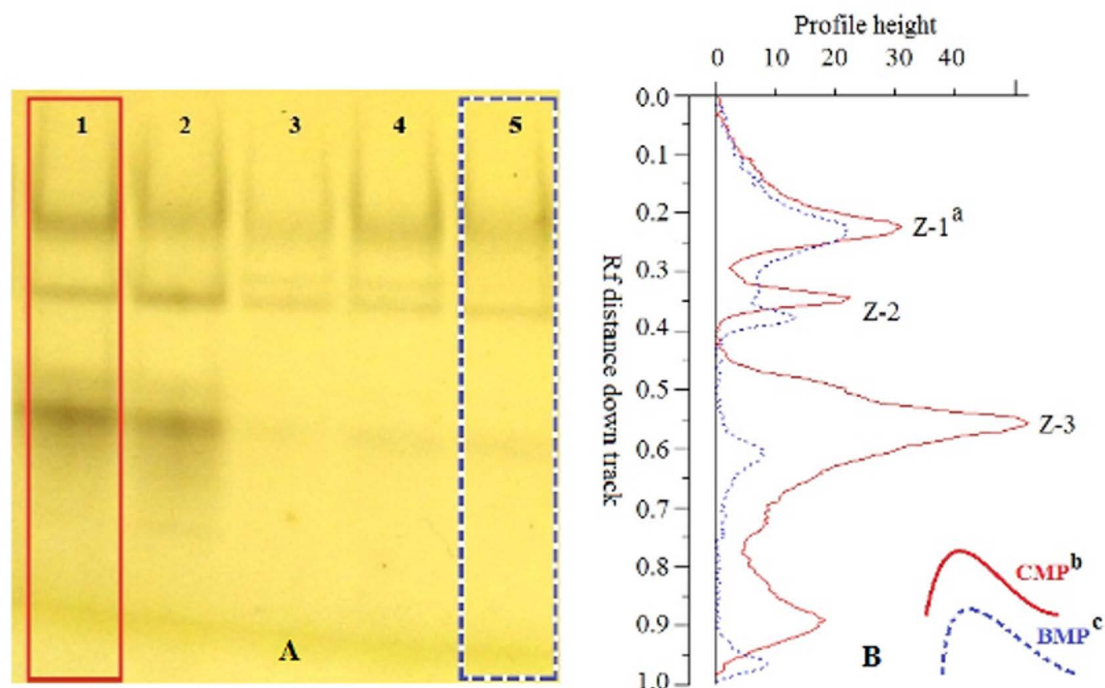 1 2 3 4 5
A
Profile height
0 10 20 30 40
Rf distance down track
0.0
0.1
0.2
0.3
0.4
0.5
0.6
0.7
0.8
0.9
1.0
Z-1a
Z-2
Z-3
CMPb
BMPc
B